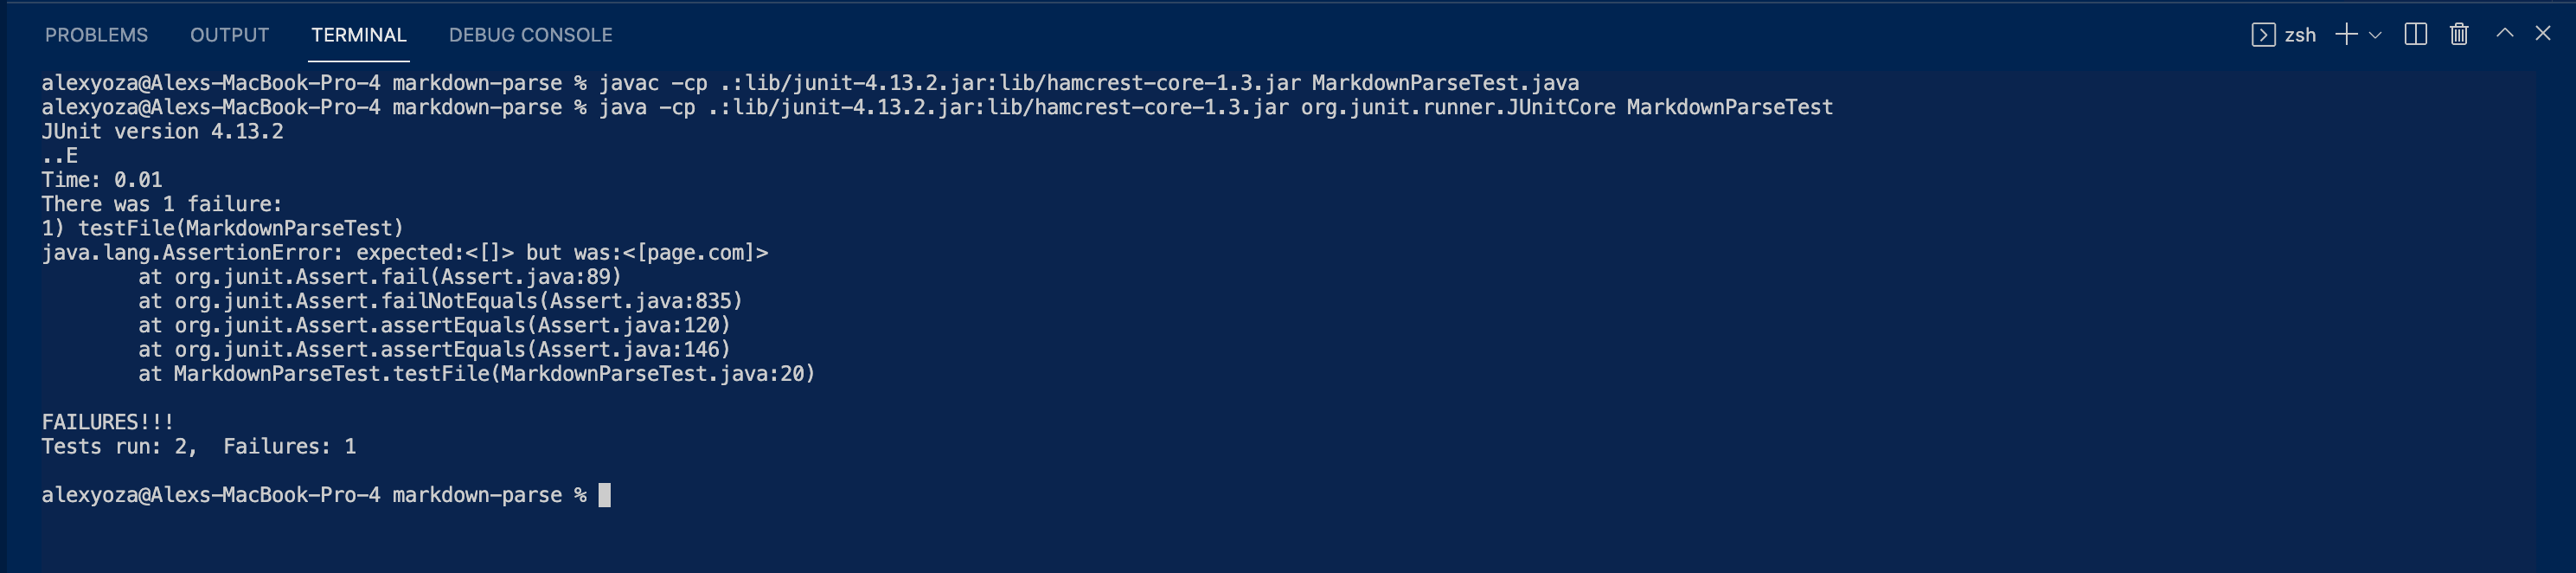 PROBLEMS OUTPUT TERMINAL DEBUG CONSOLE zsh
alexyoza@Alexs-MacBook-Pro-4 markdown-parse % javac -cp .:lib/junit-4.13.2.jar:lib/hamcrest-core-1.3.jar MarkdownParseTest.java
alexyoza@Alexs-MacBook-Pro-4 markdown-parse % java -cp .:lib/junit-4.13.2.jar:lib/hamcrest-core-1.3.jar org.junit.runner.JUnitCore MarkdownParseTest
JUnit version 4.13.2
..E
Time: 0.01
There was 1 failure:
1) testFile(MarkdownParseTest)
java.lang.AssertionError: expected:<[]> but was:<[page.com]>
at org.junit.Assert.fail(Assert.java:89)
at org.junit.Assert.failNotEquals(Assert.java:835)
at org.junit.Assert.assertEquals(Assert.java:120)
at org.junit.Assert.assertEquals(Assert.java:146)
at MarkdownParseTest.testFile(MarkdownParseTest.java:20)
FAILURES!!!
Tests run: 2,  Failures: 1
alexyoza@Alexs-MacBook-Pro-4 markdown-parse %